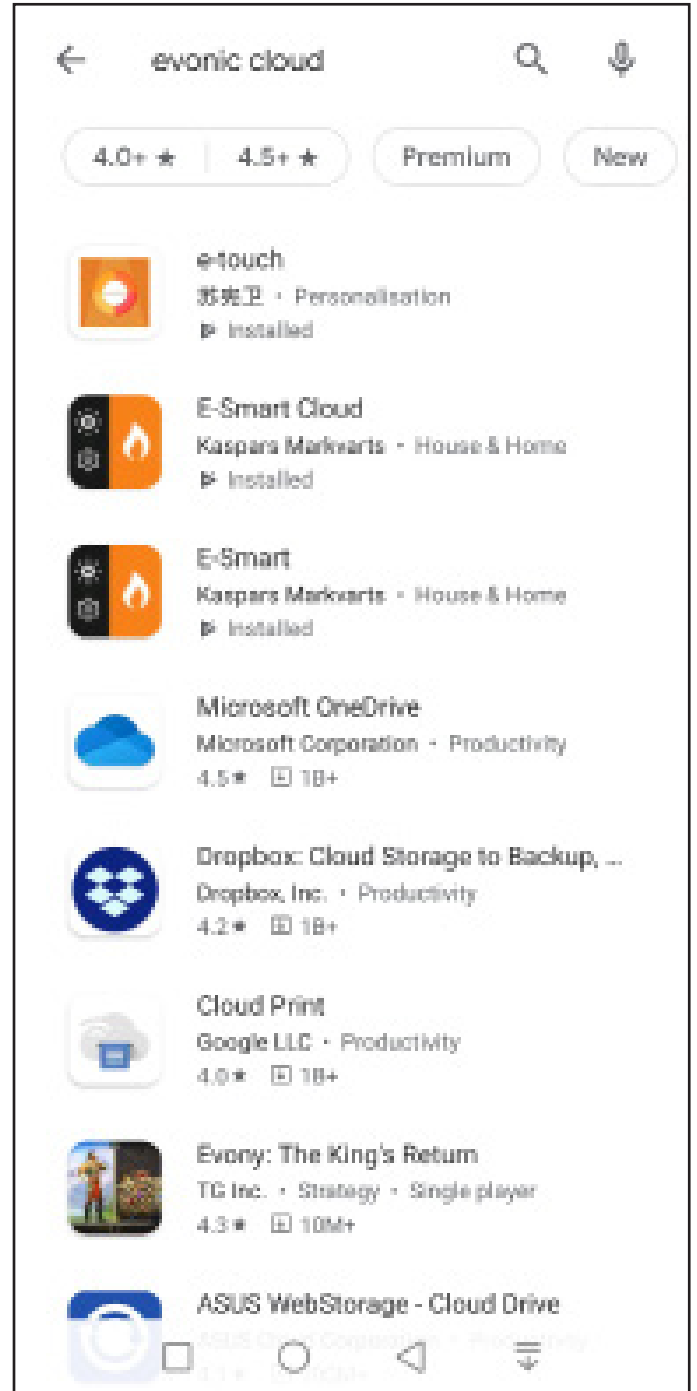 evonic cloud
4.0+ ★ 4.5+ ★ Premium New
e-touch
Personalisation
Installed
E-Smart Cloud
Kaspars Markvarts • House & Home
Installed
E-Smart
Kaspars Markvarts • House & Home
Installed
Microsoft OneDrive
Microsoft Corporation • Productivity
4.5★ 1B+
Dropbox: Cloud Storage to Backup, ...
Dropbox, Inc. • Productivity
4.2★ 1B+
Cloud Print
Google LLC • Productivity
4.0★ 1B+
Evony: The King's Return
TG Inc. • Strategy • Single player
4.3★ 10M+
ASUS WebStorage - Cloud Drive